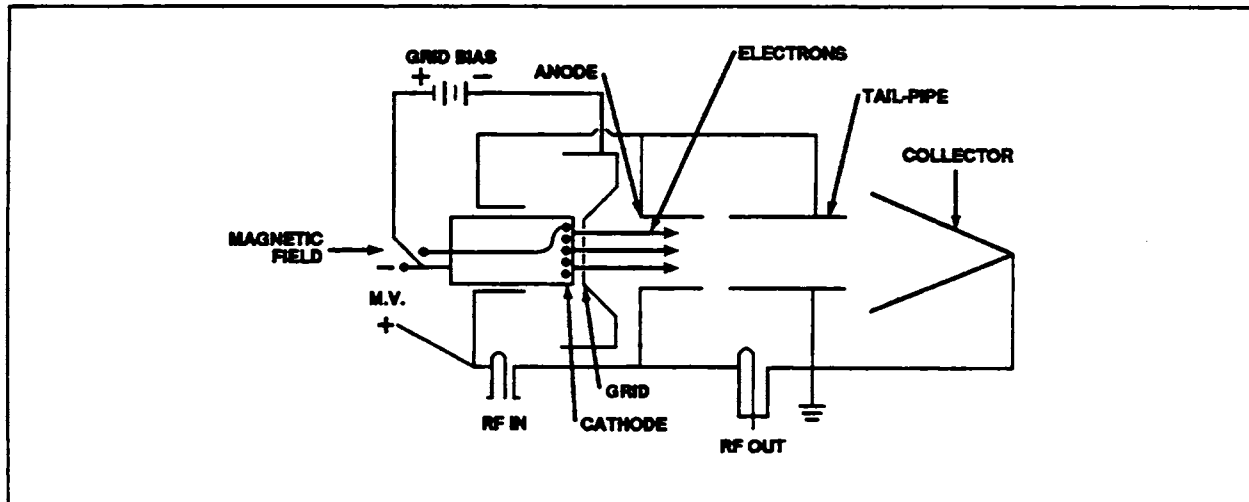 GRID BIAS
+ −
ELECTRONS
ANODE
TAIL-PIPE
COLLECTOR
MAGNETIC
FIELD
−
M.V.
+
GRID
RF IN
CATHODE
RF OUT